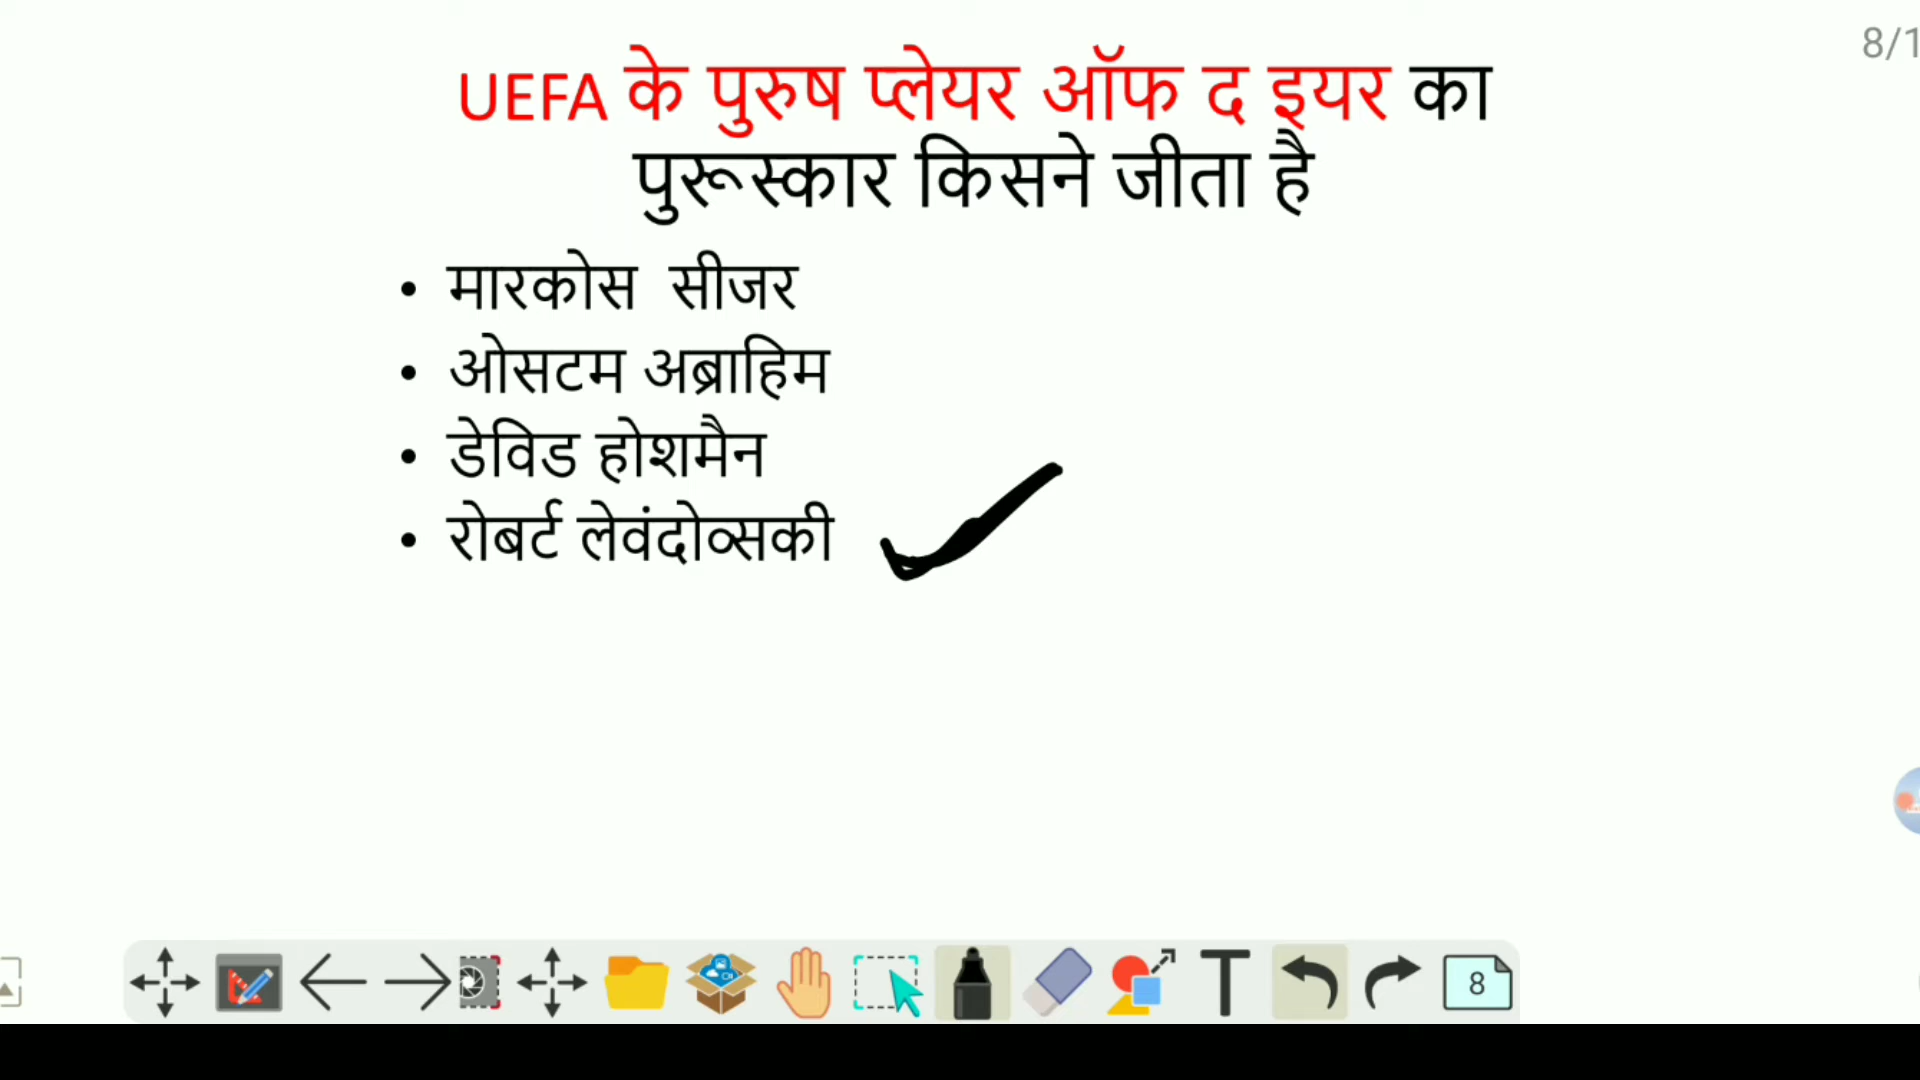 8/1
UEFA के पुरुष प्लेयर ऑफ द इयर का
पुरूस्कार किसने जीता है
• मारकोस सीजर
• ओसटम अब्राहिम
• डेविड होशमैन
• रोबर्ट लेवंदोव्सकी
T
8